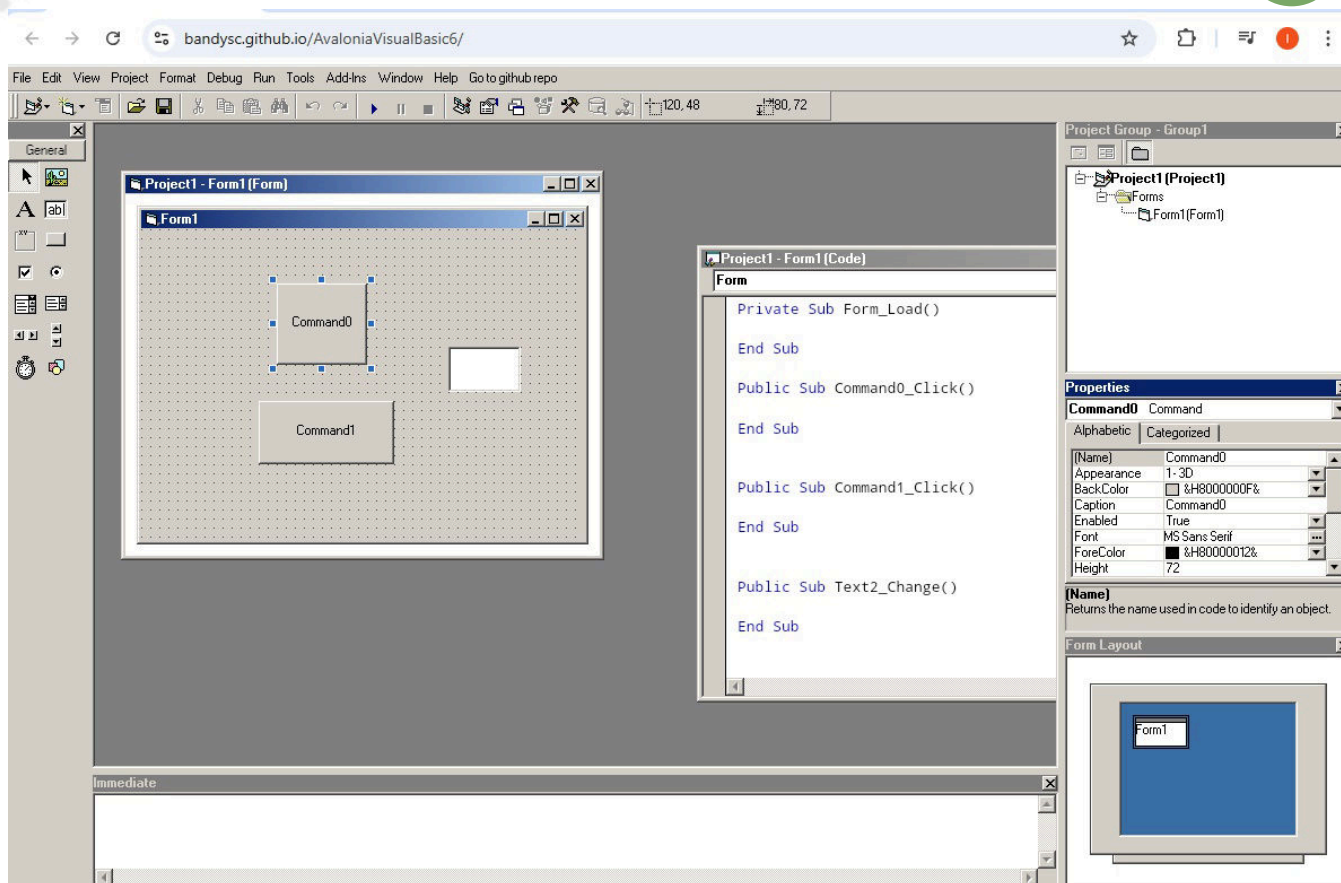 bandysc.github.io/AvaloniaVisualBasic6/
I
File Edit View Project Format Debug Run Tools Add-Ins Window Help Go to github repo
120, 48
80, 72
General
A
ab|
xv
Project1 - Form1 (Form)
Form1
Command0
Command1
Project1 - Form1 (Code)
Form
Private Sub Form_Load()
End Sub
Public Sub Command0_Click()
End Sub
Public Sub Command1_Click()
End Sub
Public Sub Text2_Change()
End Sub
Immediate
Project Group - Group1
Project1 (Project1)
Forms
Form1(Form1)
Properties
Command0 Command
Alphabetic Categorized
(Name) Command0
Appearance 1 - 3D
BackColor &H8000000F&
Caption Command0
Enabled True
Font MS Sans Serif
ForeColor &H80000012&
Height 72
(Name)
Returns the name used in code to identify an object.
Form Layout
Form1